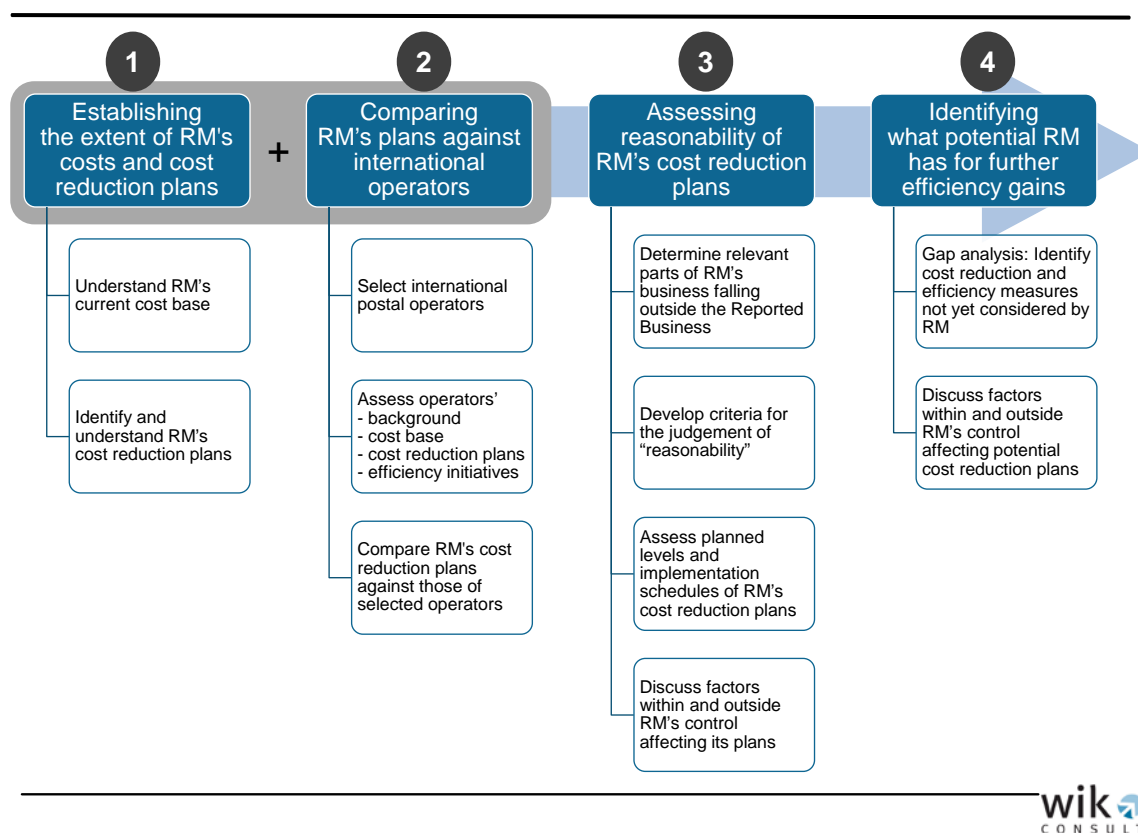 1
2
3
4
Establishing
the extent of RM's
costs and cost
reduction plans
+
Comparing
RM's plans against
international
operators
Assessing
reasonability of
RM's cost reduction
plans
Identifying
what potential RM
has for further
efficiency gains
Understand RM's
current cost base
Identify and
understand RM's
cost reduction plans
Select international
postal operators
Assess operators'
- background
- cost base
- cost reduction plans
- efficiency initiatives
Compare RM's cost
reduction plans
against those of
selected operators
Determine relevant
parts of RM's
business falling
outside the Reported
Business
Develop criteria for
the judgement of
“reasonability”
Assess planned
levels and
implementation
schedules of RM's
cost reduction plans
Discuss factors
within and outside
RM's control
affecting its plans
Gap analysis: Identify
cost reduction and
efficiency measures
not yet considered by
RM
Discuss factors
within and outside
RM's control
affecting potential
cost reduction plans
wik
CONSULT